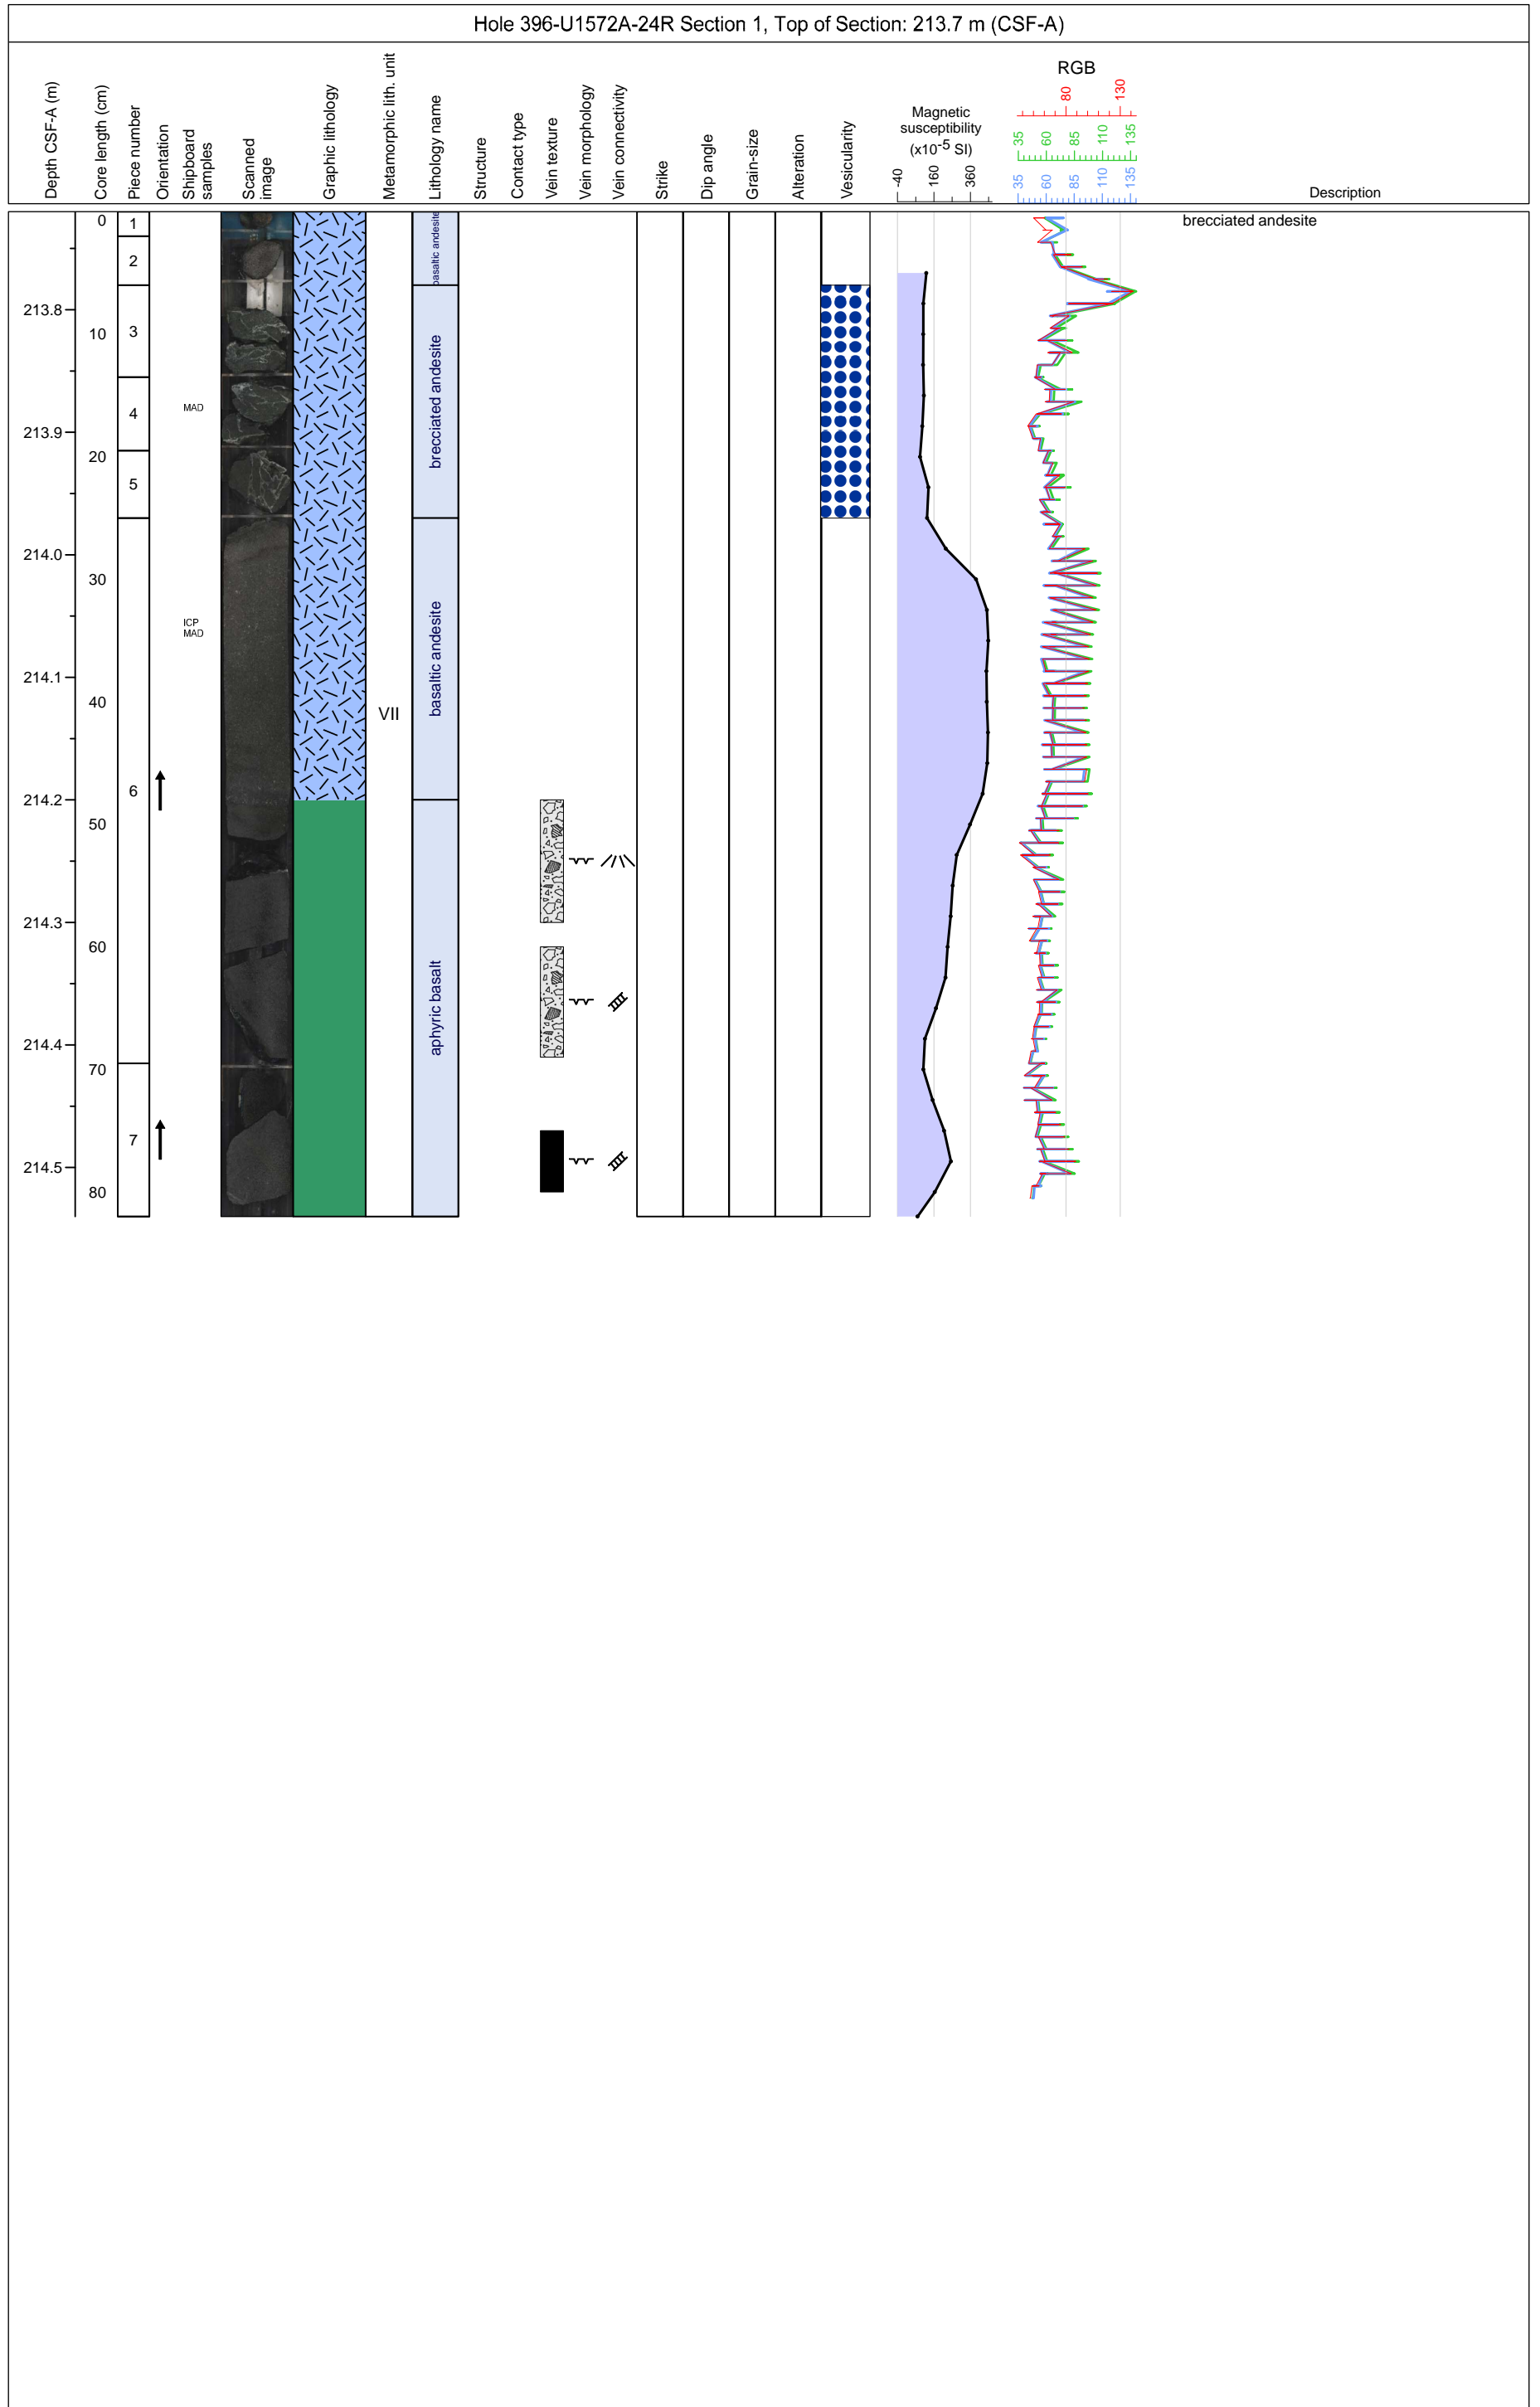 Hole 396-U1572A-24R Section 1, Top of Section: 213.7 m (CSF-A)
Depth CSF-A (m)
Core length (cm)
Piece number
Orientation
Shipboard
samples
Scanned
image
Graphic lithology
Metamorphic lith. unit
Lithology name
Structure
Contact type
Vein texture
Vein morphology
Vein connectivity
Strike
Dip angle
Grain-size
Alteration
Vesicularity
Magnetic
susceptibility
(x10-5 SI)
-40 160 360
RGB
80 130
35 60 85 110 135
35 60 85 110 135
Description
0 1 basaltic andesite brecciated andesite
2
213.8
10 3
4 MAD
213.9
brecciated andesite
20
5
214.0
30
ICP
MAD
214.1
basaltic andesite
40
VII
6
214.2
50
214.3
60
aphyric basalt
214.4
70
7
214.5
80